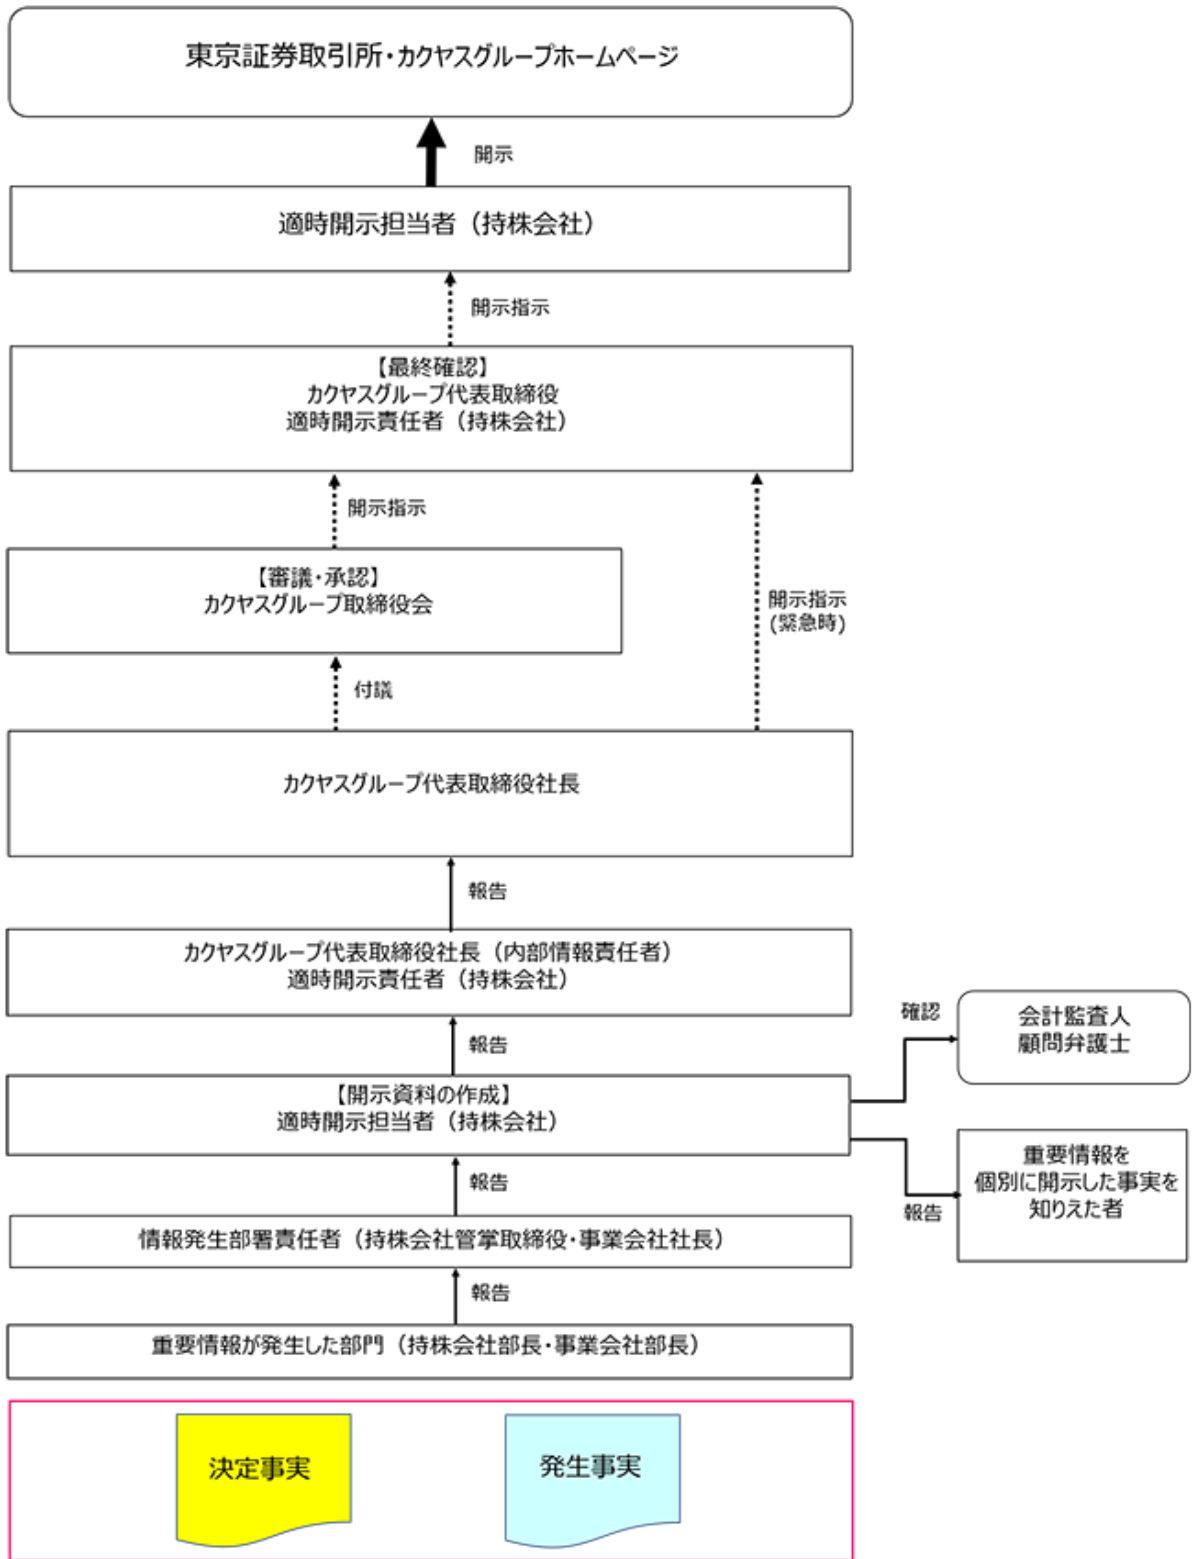 東京証券取引所・カクヤスグループホームページ
開示
適時開示担当者（持株会社）
開示指示
【最終確認】
カクヤスグループ代表取締役
適時開示責任者（持株会社）
開示指示
【審議・承認】
カクヤスグループ取締役会
開示指示
(緊急時)
付議
カクヤスグループ代表取締役社長
報告
カクヤスグループ代表取締役社長（内部情報責任者）
適時開示責任者（持株会社）
確認
会計監査人
顧問弁護士
報告
【開示資料の作成】
適時開示担当者（持株会社）
重要情報を
個別に開示した事実を
知りえた者
報告
報告
情報発生部署責任者（持株会社管掌取締役・事業会社社長）
報告
重要情報が発生した部門（持株会社部長・事業会社部長）
決定事実
発生事実